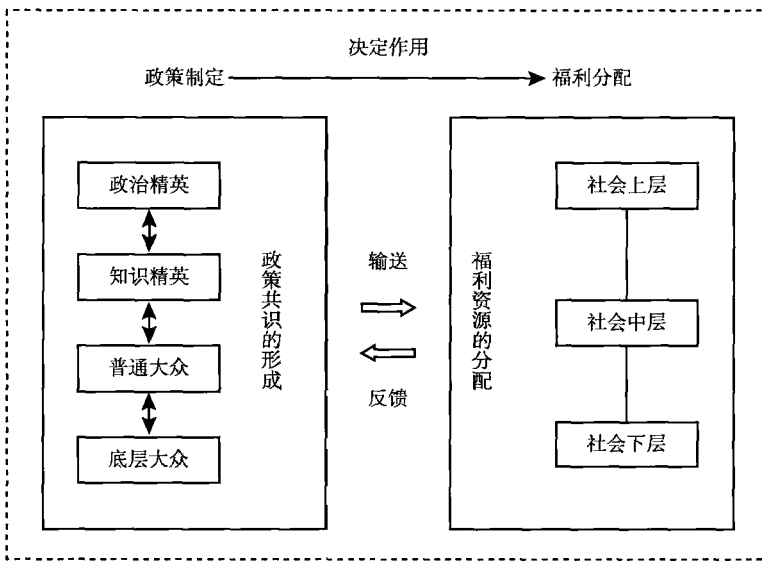 决定作用
政策制定
福利分配
政治精英
知识精英
普通大众
底层大众
政策共识的形成
输送
反馈
福利资源的分配
社会上层
社会中层
社会下层